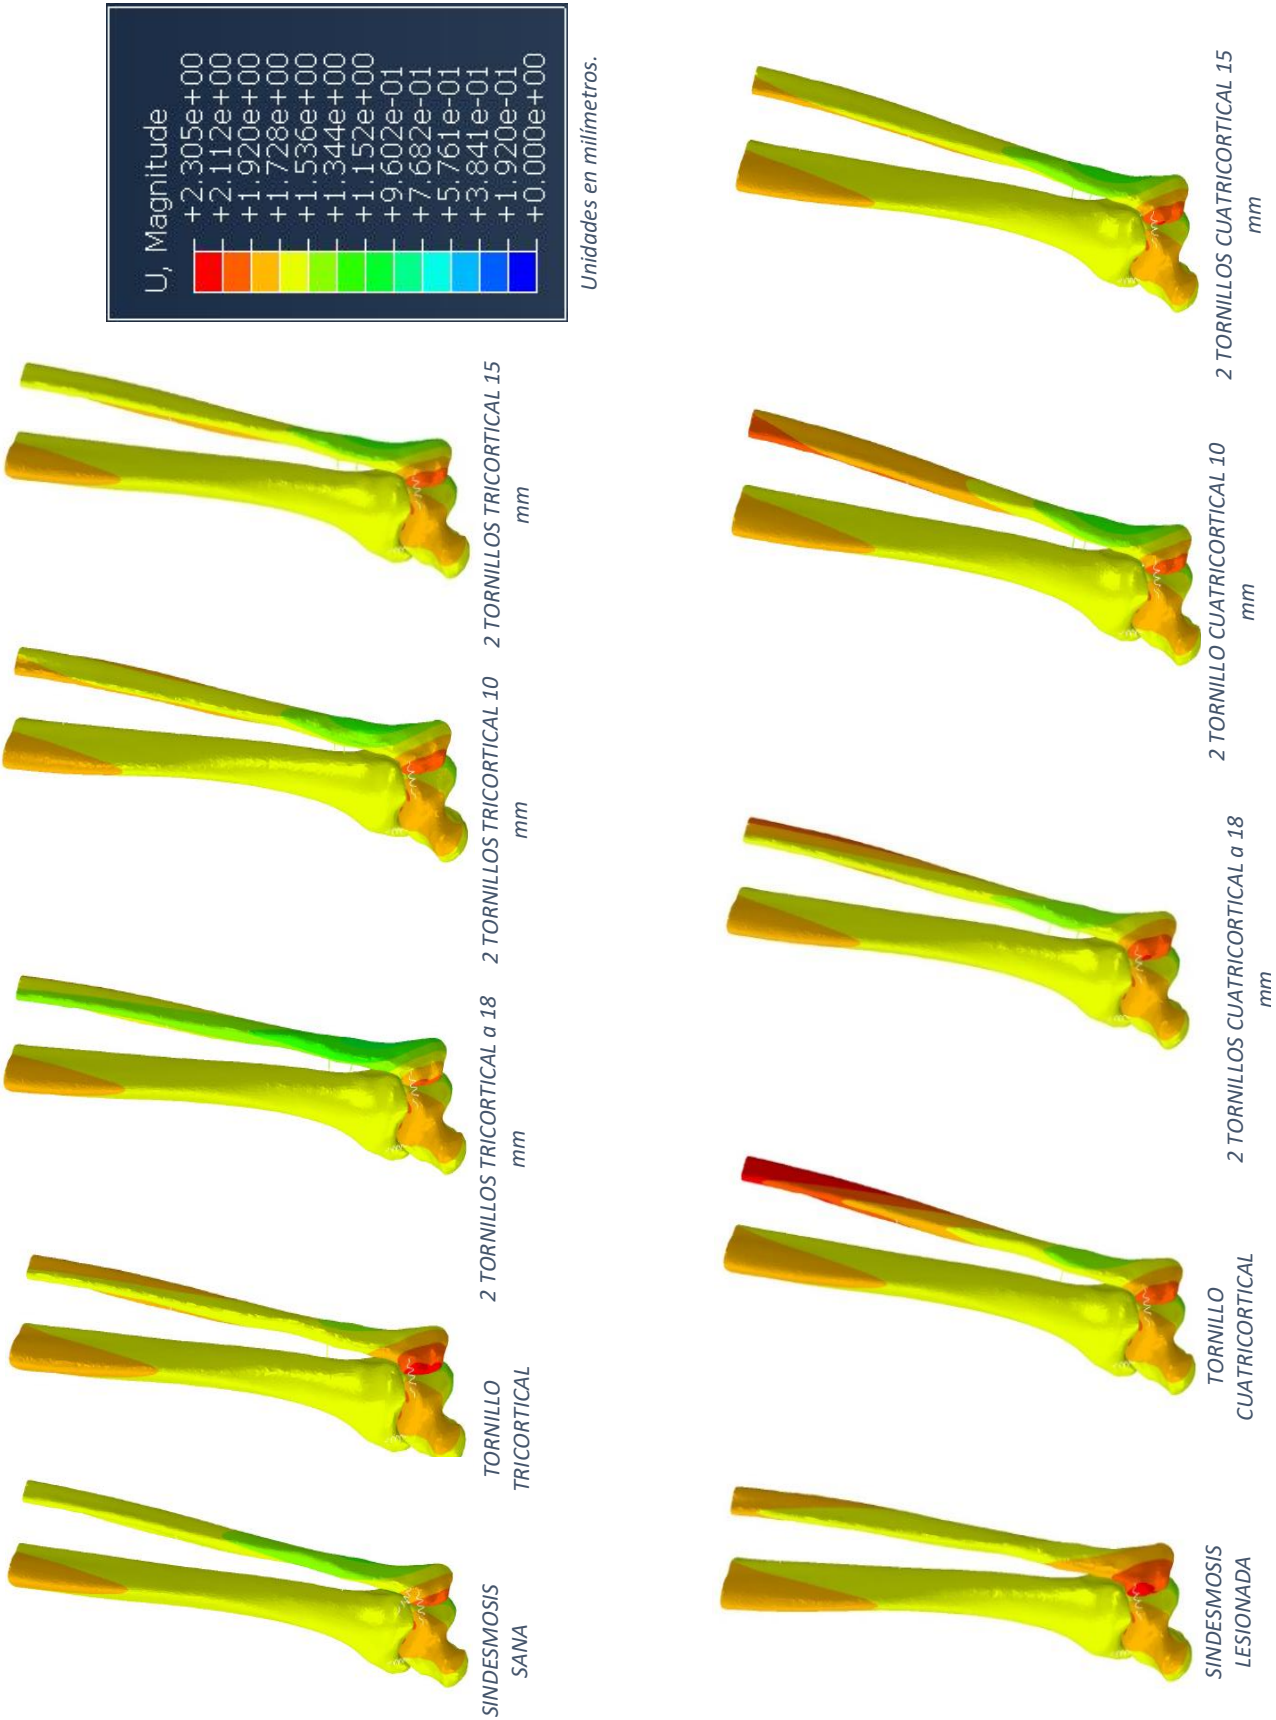 SINDESMOSIS
SANA
TORNILLO
TRICORTICAL
2 TORNILLOS TRICORTICAL a 18
mm
2 TORNILLOS TRICORTICAL 10
mm
2 TORNILLOS TRICORTICAL 15
mm
U, Magnitude
+2.305e+00
+2.112e+00
+1.920e+00
+1.728e+00
+1.536e+00
+1.344e+00
+1.152e+00
+9.602e-01
+7.682e-01
+5.761e-01
+3.841e-01
+1.920e-01
+0.000e+00
Unidades en milímetros.
SINDESMOSIS
LESIONADA
TORNILLO
CUATRICORTICAL
2 TORNILLOS CUATRICORTICAL a 18
mm
2 TORNILLO CUATRICORTICAL 10
mm
2 TORNILLOS CUATRICORTICAL 15
mm